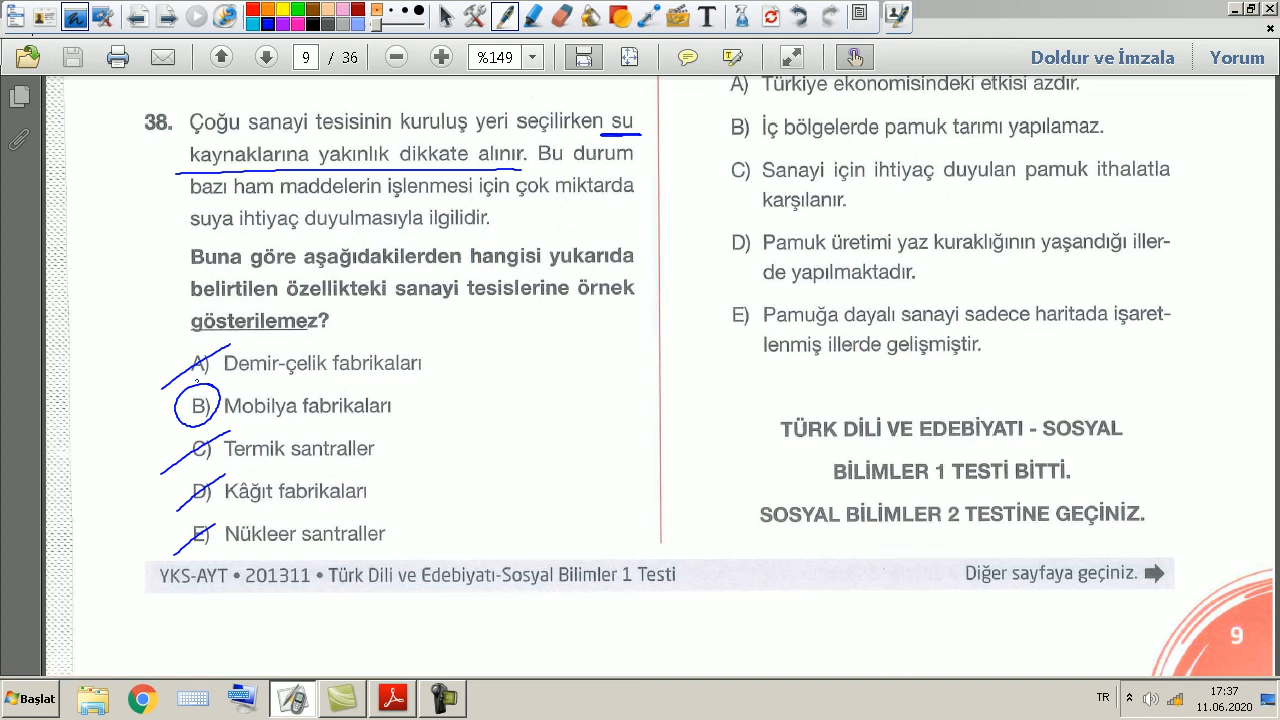 9 / 36
%149
Doldur ve İmzala
Yorum
38. Çoğu sanayi tesisinin kuruluş yeri seçilirken su
kaynaklarına yakınlık dikkate alınır. Bu durum
bazı ham maddelerin işlenmesi için çok miktarda
suya ihtiyaç duyulmasıyla ilgilidir.
Buna göre aşağıdakilerden hangisi yukarıda
belirtilen özellikteki sanayi tesislerine örnek
gösterilemez?
A) Demir-çelik fabrikaları
B) Mobilya fabrikaları
C) Termik santraller
D) Kâğıt fabrikaları
E) Nükleer santraller
A) Türkiye ekonomisindeki etkisi azdır.
B) İç bölgelerde pamuk tarımı yapılamaz.
C) Sanayi için ihtiyaç duyulan pamuk ithalatla
karşılanır.
D) Pamuk üretimi yaz kuraklığının yaşandığı iller-
de yapılmaktadır.
E) Pamuğa dayalı sanayi sadece haritada işaret-
lenmiş illerde gelişmiştir.
TÜRK DİLİ VE EDEBİYATI - SOSYAL
BİLİMLER 1 TESTİ BİTTİ.
SOSYAL BİLİMLER 2 TESTİNE GEÇİNİZ.
YKS-AYT • 201311 • Türk Dili ve Edebiyatı - Sosyal Bilimler 1 Testi
Diğer sayfaya geçiniz.
9
Başlat
TR
17:37
11.06.2020